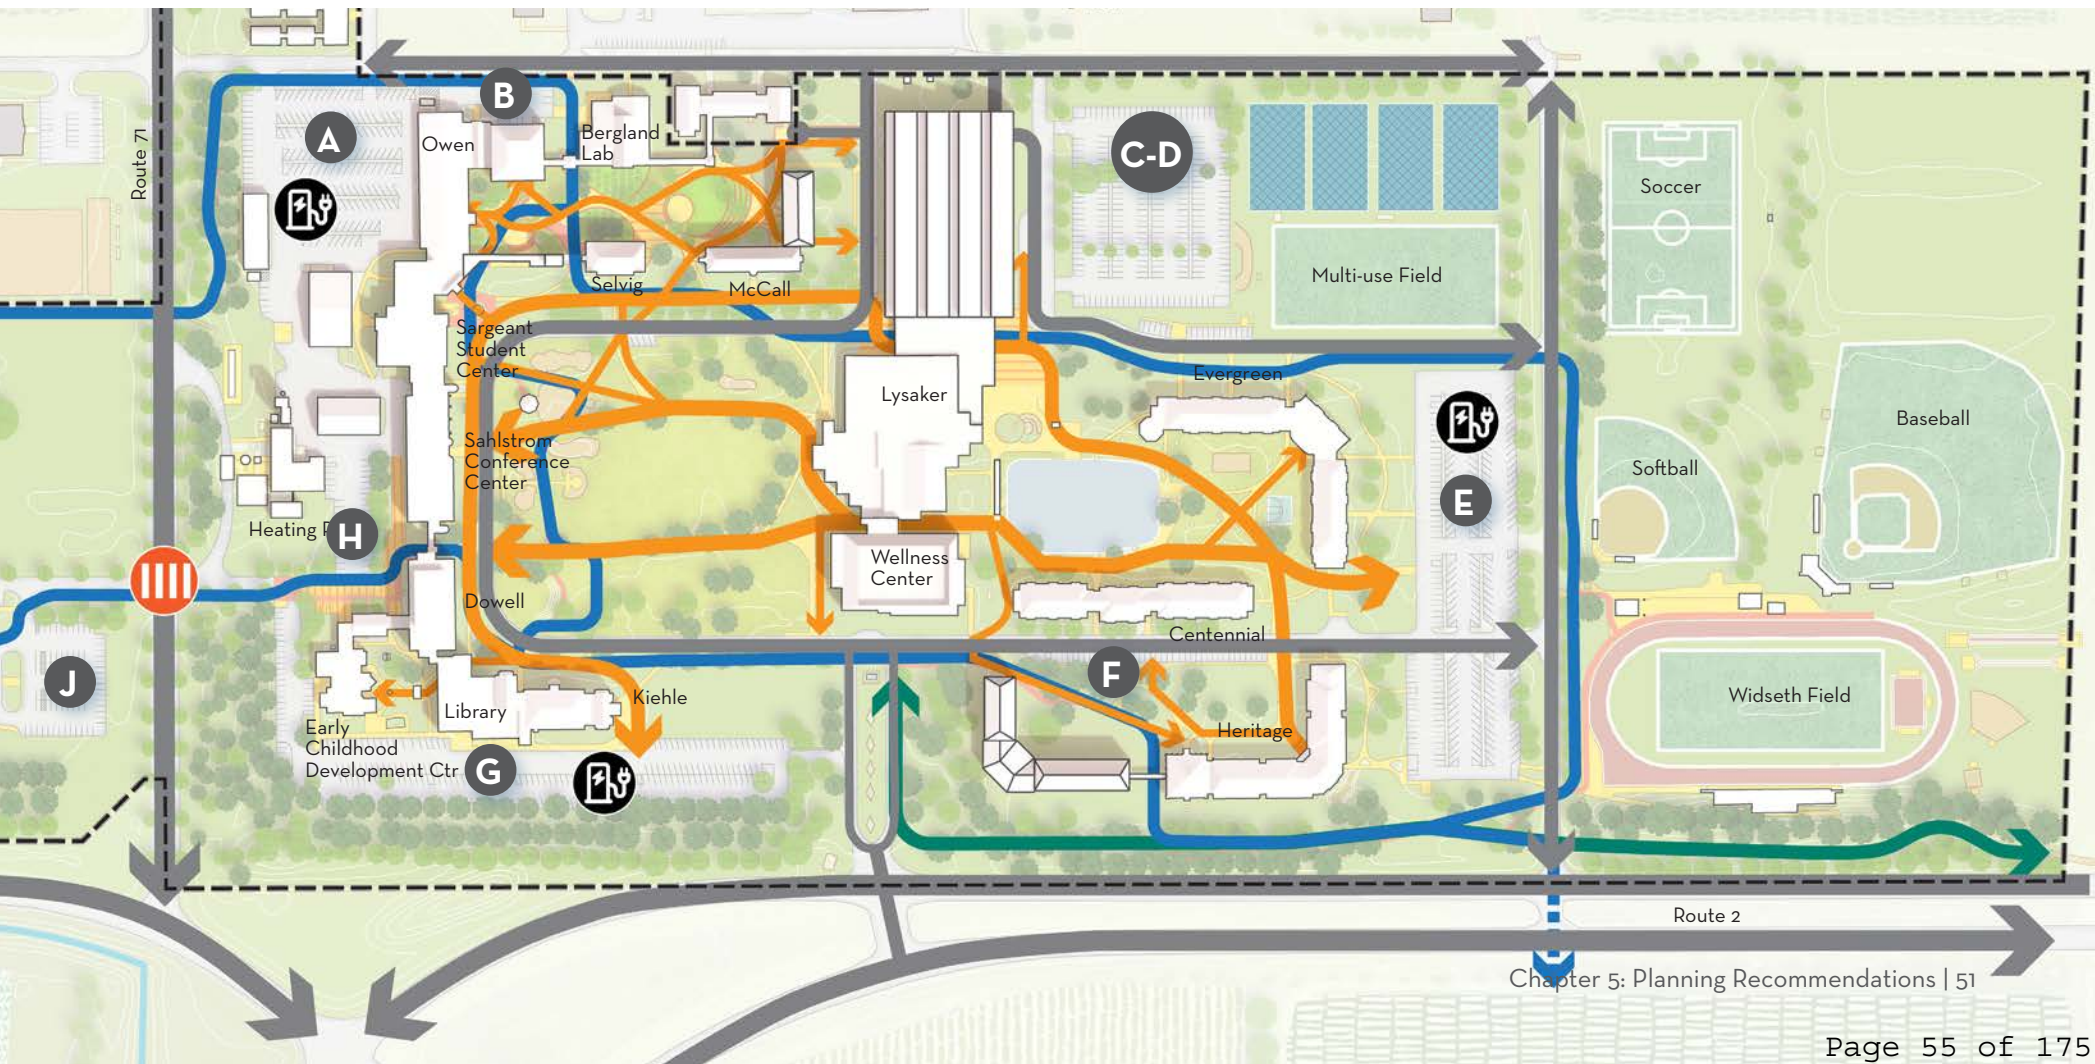 B
A
Route 71
Owen
Bergland
Lab
C-D
Soccer
Multi-use Field
Selvig
McCall
Sargeant
Student
Center
Evergreen
Lysaker
Baseball
Sahlstrom
Conference
Center
Softball
E
Heating
H
Wellness
Center
Dowell
Centennial
J
F
Kiehle
Library
Widseth Field
Heritage
Early
Childhood
Development Ctr
G
Route 2
Chapter 5: Planning Recommendations | 51
Page 55 of 175